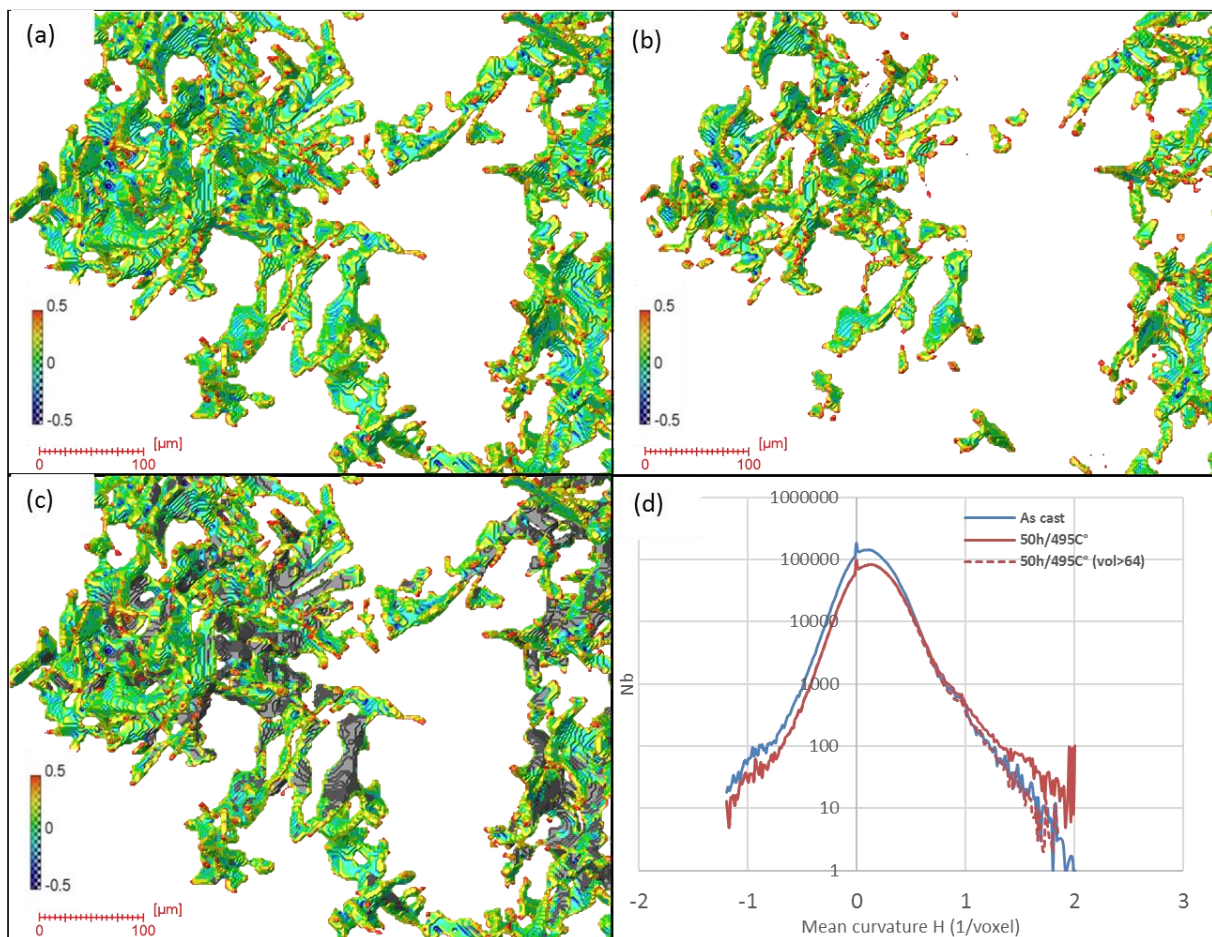 (a)
0.5
0
-0.5
[µm]
0
100
(b)
0.5
0
-0.5
[µm]
0
100
(c)
0.5
0
-0.5
[µm]
0
100
(d)
1000000
100000
10000
1000
100
10
1
Nb
As cast
50h/495C°
50h/495C° (vol>64)
-2
-1
0
1
2
3
Mean curvature H (1/voxel)